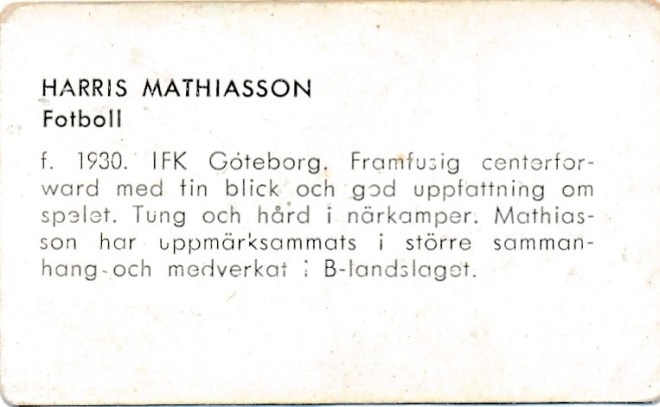 HARRIS MATHIASSON
Fotboll
f. 1930. IFK Göteborg. Framfusig centerfor-
ward med fin blick och god uppfattning om
spelet. Tung och hård i närkamper. Mathias-
son har uppmärksammats i större samman-
hang och medverkat i B-landslaget.